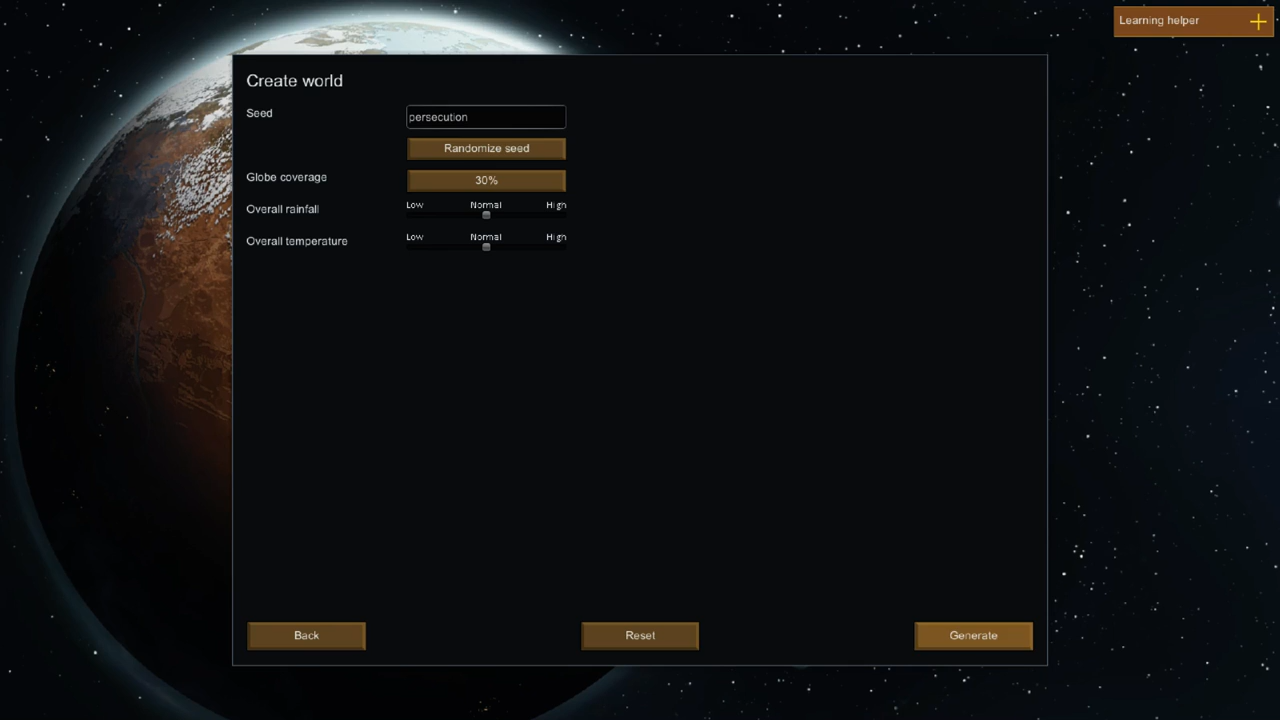 Learning helper
Create world
Seed
persecution
Randomize seed
Globe coverage
30%
Overall rainfall
Low Normal High
Overall temperature
Low Normal High
Back
Reset
Generate